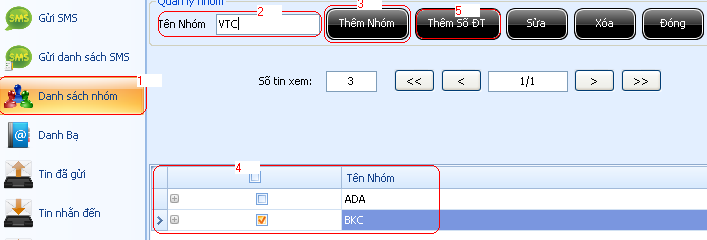 Quản lý nhóm
Gửi SMS
Tên Nhóm VTC 2
3 Thêm Nhóm
5 Thêm Số ĐT
Sửa
Xóa
Đóng
Gửi danh sách SMS
1 Danh sách nhóm
Số tin xem: 3 << < 1/1 > >>
Danh Bạ
Tin đã gửi
Tin nhắn đến
4
Tên Nhóm
ADA
BKC